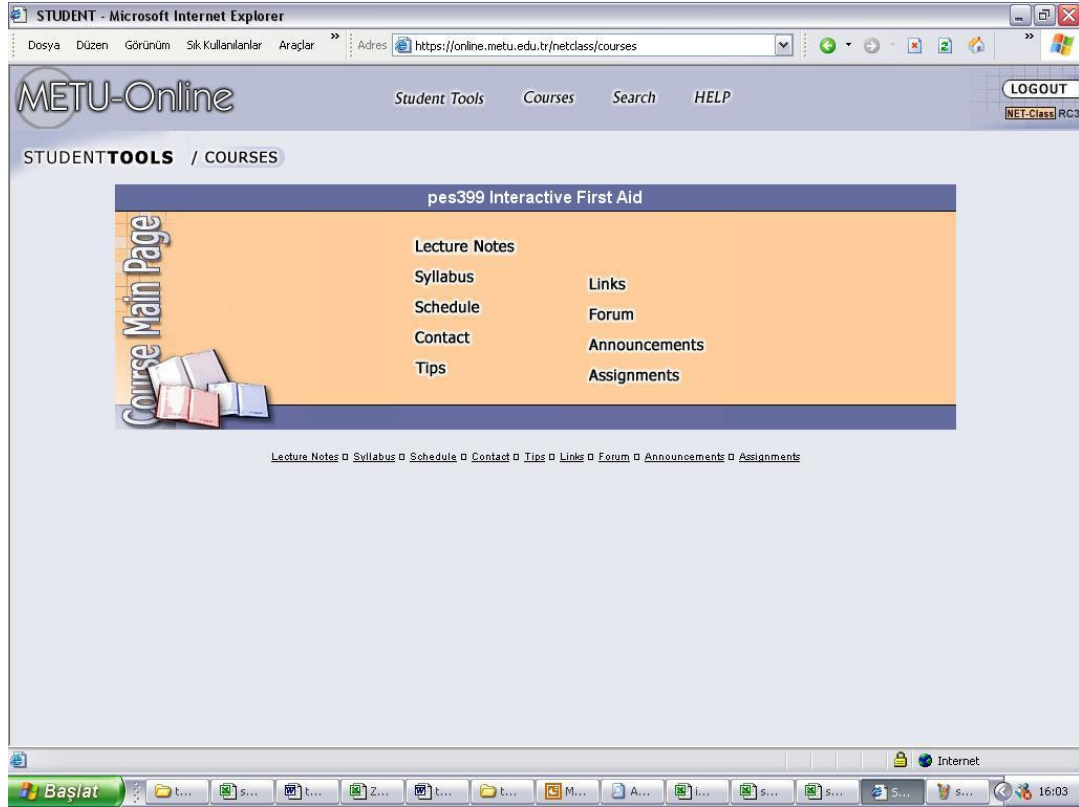 STUDENT - Microsoft Internet Explorer
Dosya Düzen Görünüm Sık Kullanılanlar Araçlar » Adres https://online.metu.edu.tr/netclass/courses »
METU-Online Student Tools Courses Search HELP LOGOUT
NET-Class RC3
STUDENTTOOLS / COURSES
pes399 Interactive First Aid
Course Main Page
Lecture Notes
Syllabus
Schedule
Contact
Tips
Links
Forum
Announcements
Assignments
Lecture Notes Syllabus Schedule Contact Tips Links Forum Announcements Assignments
Internet
Başlat t... s... t... Z... t... t... M... A... i... s... s... S... s... 16:03